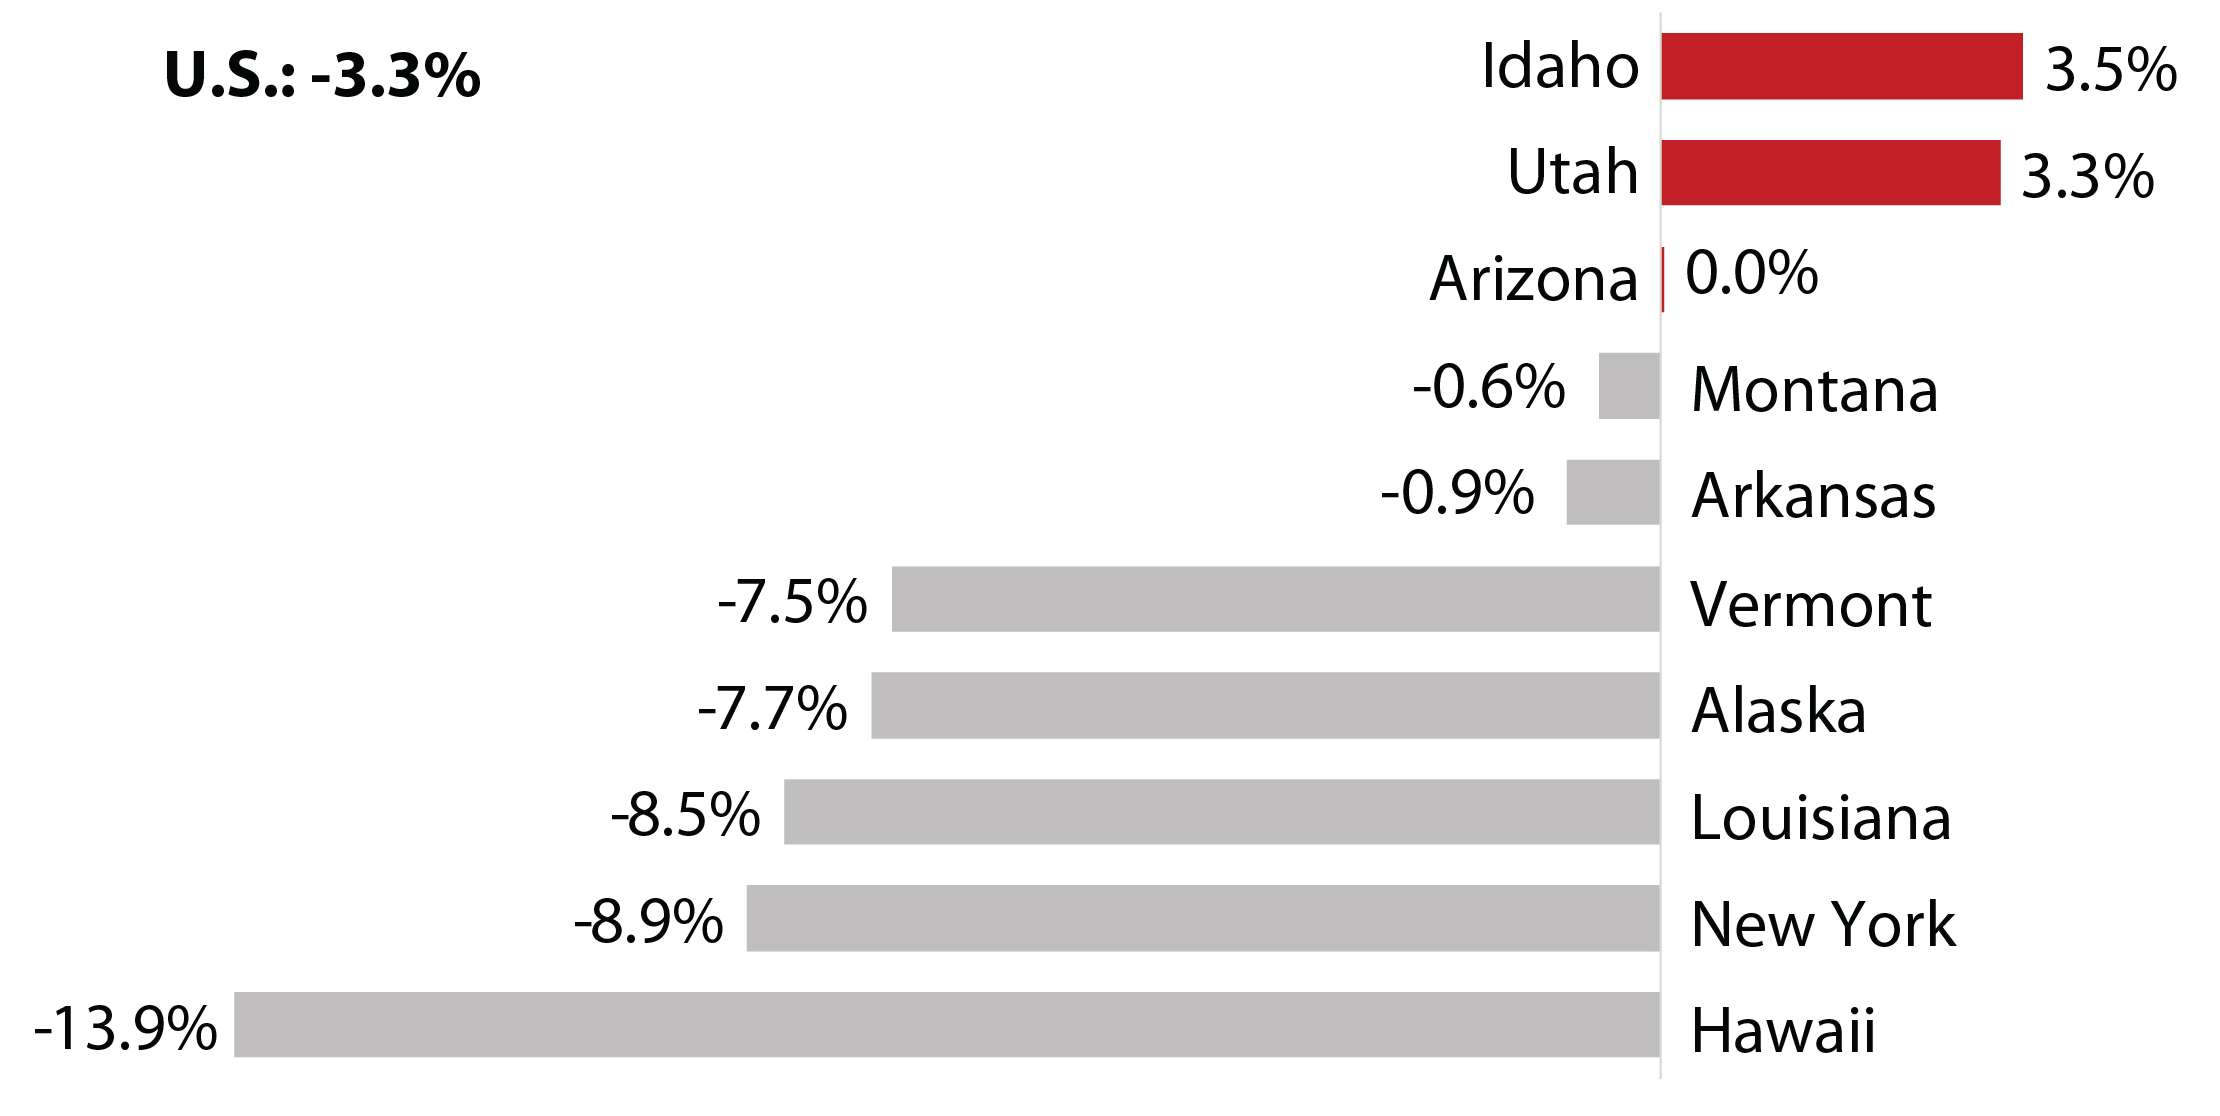 U.S.: -3.3%
Idaho 3.5%
Utah 3.3%
Arizona 0.0%
-0.6% Montana
-0.9% Arkansas
-7.5% Vermont
-7.7% Alaska
-8.5% Louisiana
-8.9% New York
-13.9% Hawaii